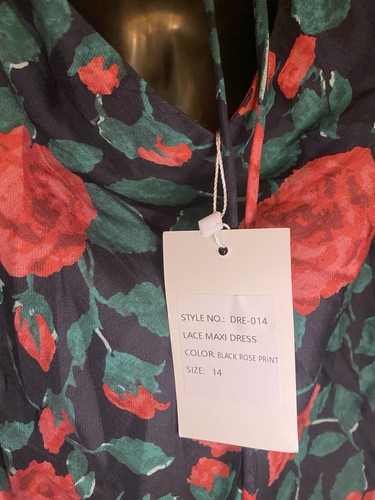 STYLE NO.: DRE-014
LACE MAXI DRESS
COLOR: BLACK ROSE PRINT
SIZE: 14